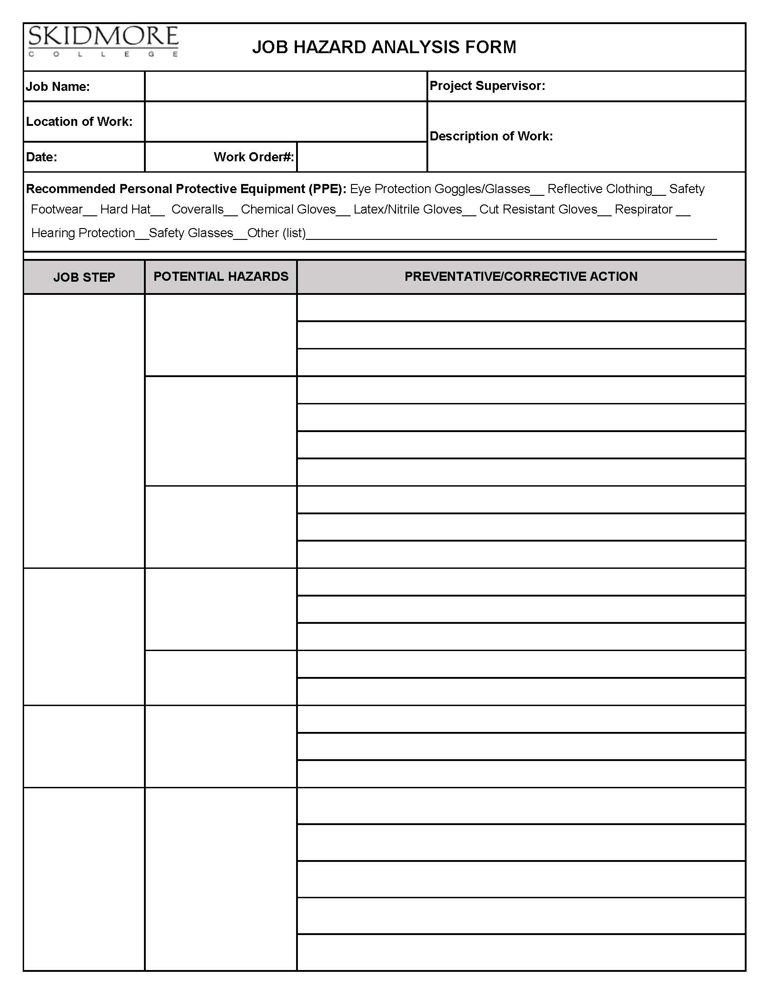 SKIDMORE
COLLEGE
JOB HAZARD ANALYSIS FORM
Job Name:
Project Supervisor:
Location of Work:
Description of Work:
Date:
Work Order#:
Recommended Personal Protective Equipment (PPE): Eye Protection Goggles/Glasses__ Reflective Clothing__ Safety
Footwear__ Hard Hat__ Coveralls__ Chemical Gloves__ Latex/Nitrile Gloves__ Cut Resistant Gloves__ Respirator __
Hearing Protection__Safety Glasses__Other (list)___________________________________________________________
JOB STEP
POTENTIAL HAZARDS
PREVENTATIVE/CORRECTIVE ACTION